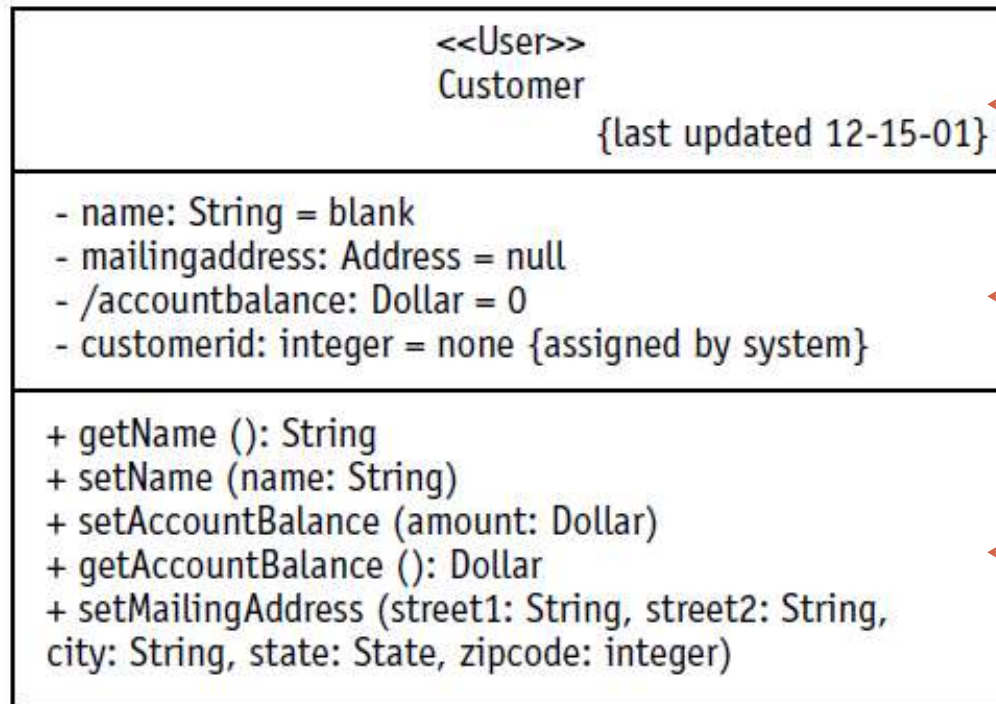 <<User>>
Customer
{last updated 12-15-01}
- name: String = blank
- mailingaddress: Address = null
- /accountbalance: Dollar = 0
- customerid: integer = none {assigned by system}
+ getName (): String
+ setName (name: String)
+ setAccountBalance (amount: Dollar)
+ getAccountBalance (): Dollar
+ setMailingAddress (street1: String, street2: String,
city: String, state: State, zipcode: integer)